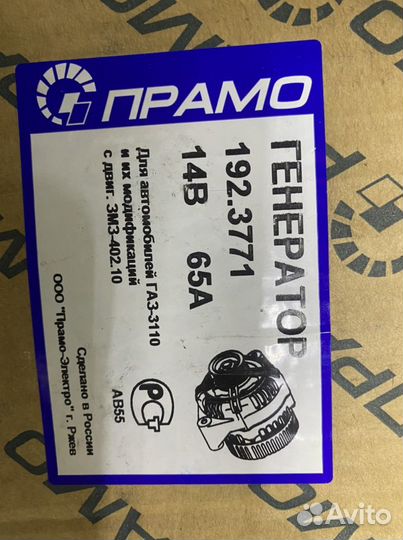 ПРАМО
ГЕНЕРАТОР
192.3771
14В 65А
Для автомобилей ГАЗ-3110
и их модификаций
с двиг. ЗМЗ-402.10
РСт
АВ55
Сделано в России
ООО "Прамо-Электро" г. Ржев
Avito